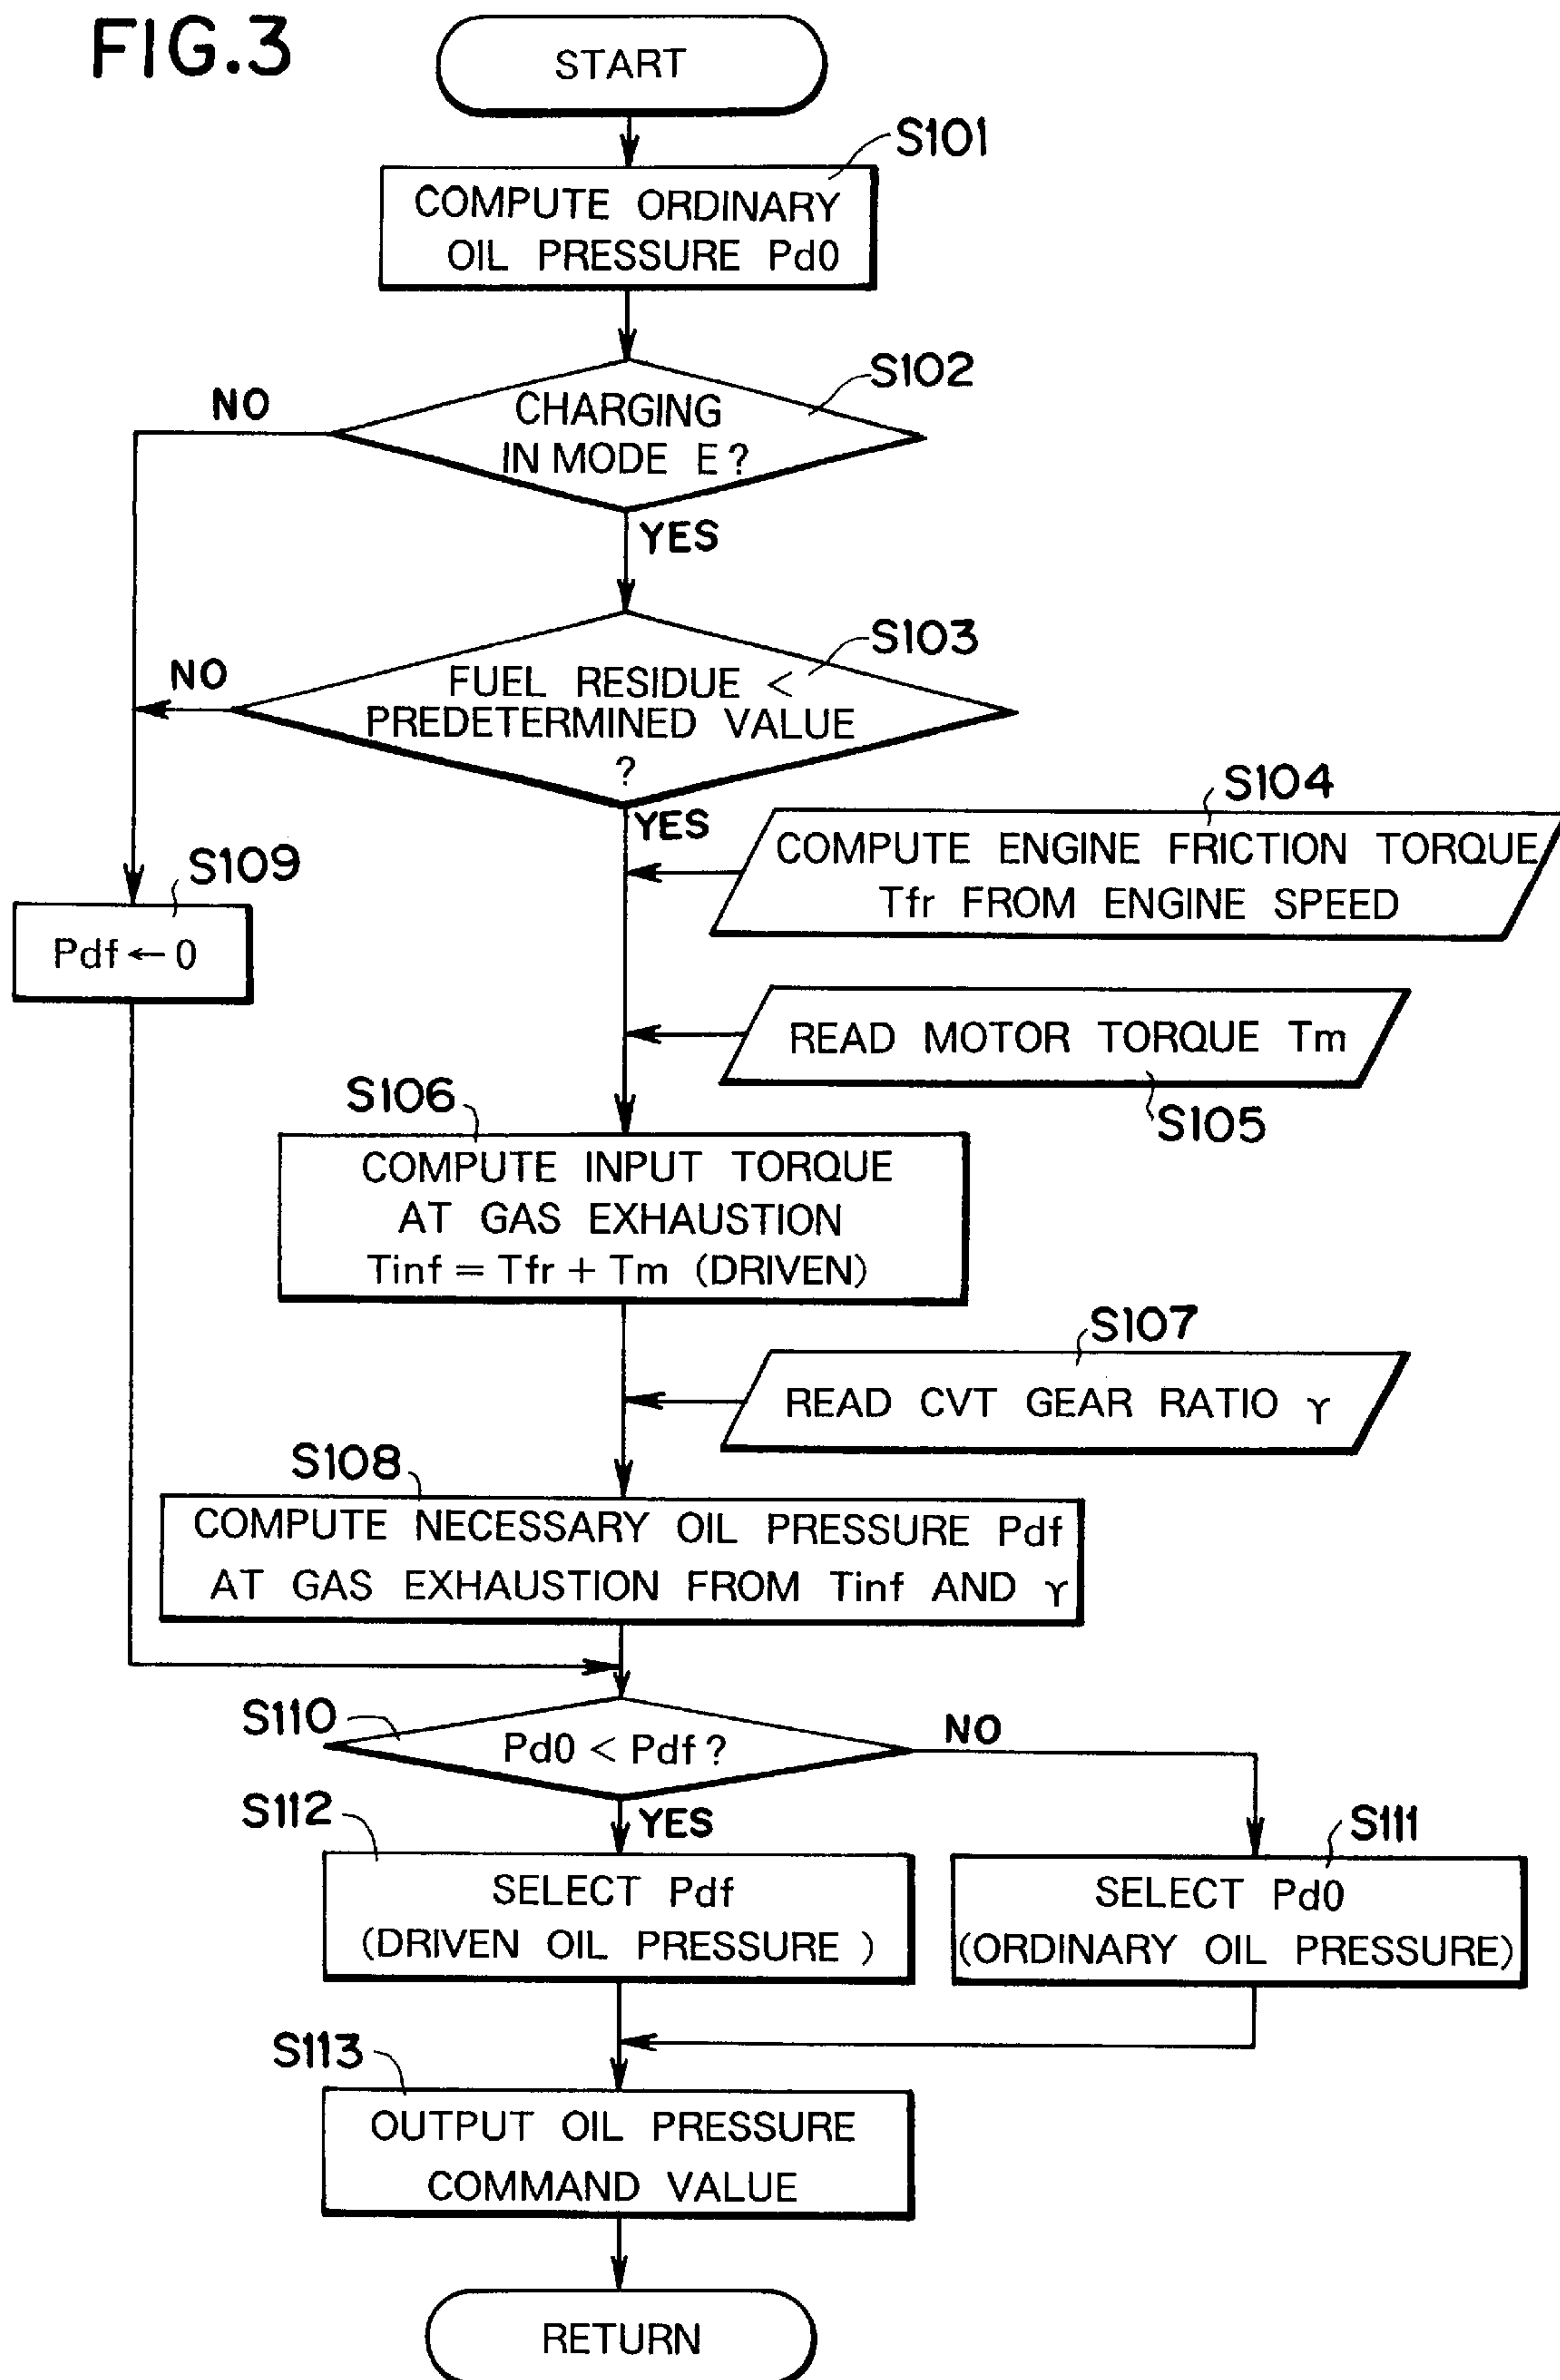 FIG.3
START
S101
COMPUTE ORDINARY
OIL PRESSURE Pd0
S102
NO
CHARGING
IN MODE E?
YES
S103
NO
FUEL RESIDUE <
PREDETERMINED VALUE
?
YES
S104
COMPUTE ENGINE FRICTION TORQUE
Tfr FROM ENGINE SPEED
S109
Pdf ← 0
READ MOTOR TORQUE Tm
S105
S106
COMPUTE INPUT TORQUE
AT GAS EXHAUSTION
Tinf = Tfr + Tm (DRIVEN)
S107
READ CVT GEAR RATIO γ
S108
COMPUTE NECESSARY OIL PRESSURE Pdf
AT GAS EXHAUSTION FROM Tinf AND γ
S110
Pd0 < Pdf?
NO
YES
S112
SELECT Pdf
(DRIVEN OIL PRESSURE )
S111
SELECT Pd0
(ORDINARY OIL PRESSURE)
S113
OUTPUT OIL PRESSURE
COMMAND VALUE
RETURN